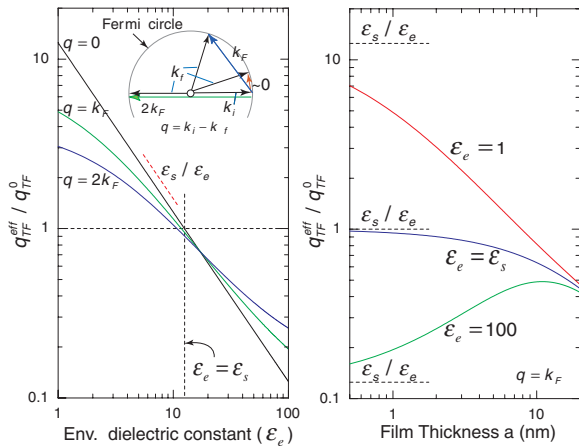 Fermi circle
q=0
k_F
k_f
~0
k_i
2k_F
q = k_i – k_f
q=k_F
q=2k_F
ε_s / ε_e
ε_e = ε_s
10
1
0.1
q_TF^eff / q_TF^0
1
10
100
Env. dielectric constant (ε_e)
ε_s / ε_e
ε_e = 1
ε_s / ε_e
ε_e = ε_s
ε_e = 100
ε_s / ε_e
q = k_F
10
1
0.1
q_TF^eff / q_TF^0
1
10
Film Thickness a (nm)